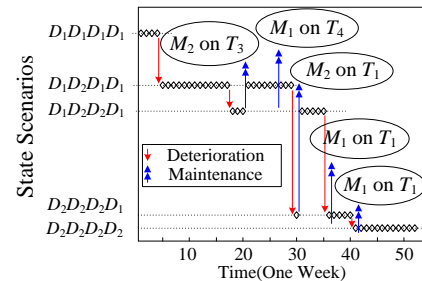 D₁D₁D₁D₁
D₁D₂D₁D₁
D₁D₂D₂D₁
D₂D₂D₂D₁
D₂D₂D₂D₂
State Scenarios
M₂ on T₃
M₁ on T₄
M₂ on T₁
M₁ on T₁
M₁ on T₁
Deterioration
Maintenance
10 20 30 40 50
Time(One Week)